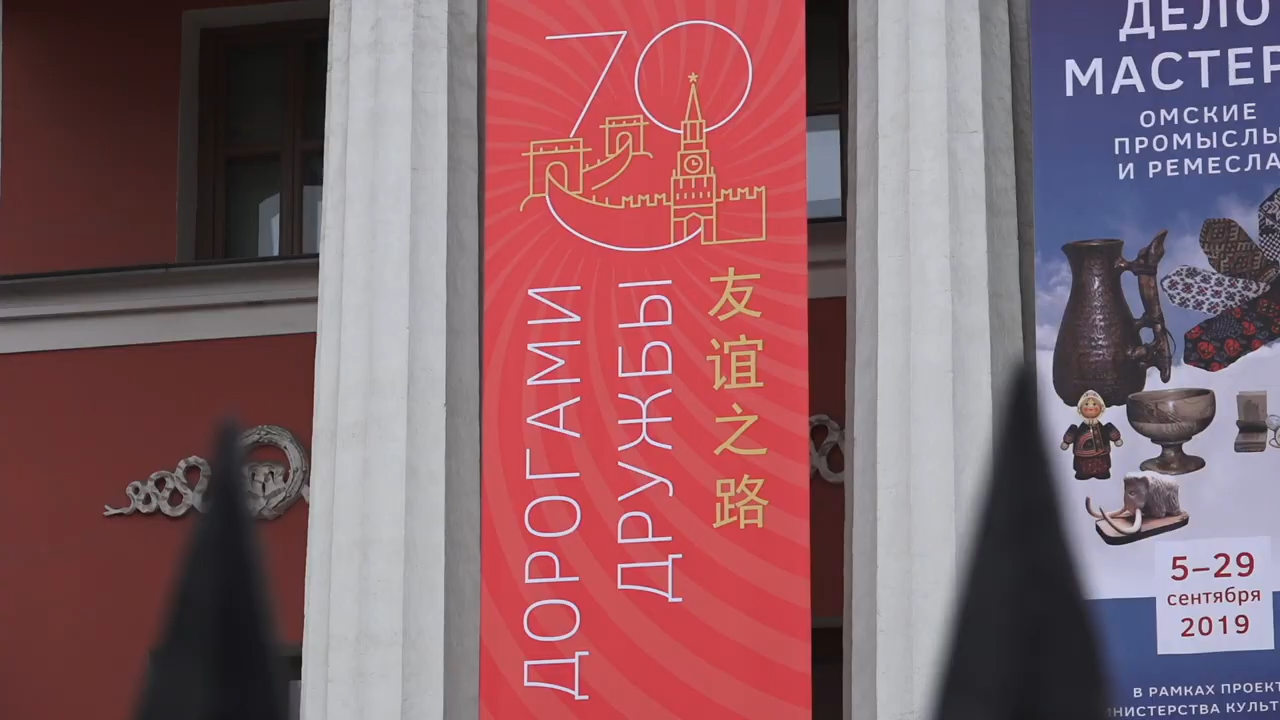 70
ДОРОГАМИ
ДРУЖБЫ
友谊之路
ДЕЛО
МАСТЕР
ОМСКИЕ
ПРОМЫСЛЫ
И РЕМЕСЛА
5–29
сентября
2019
В РАМКАХ ПРОЕКТ
ИНИСТЕРСТВА КУЛЬТ